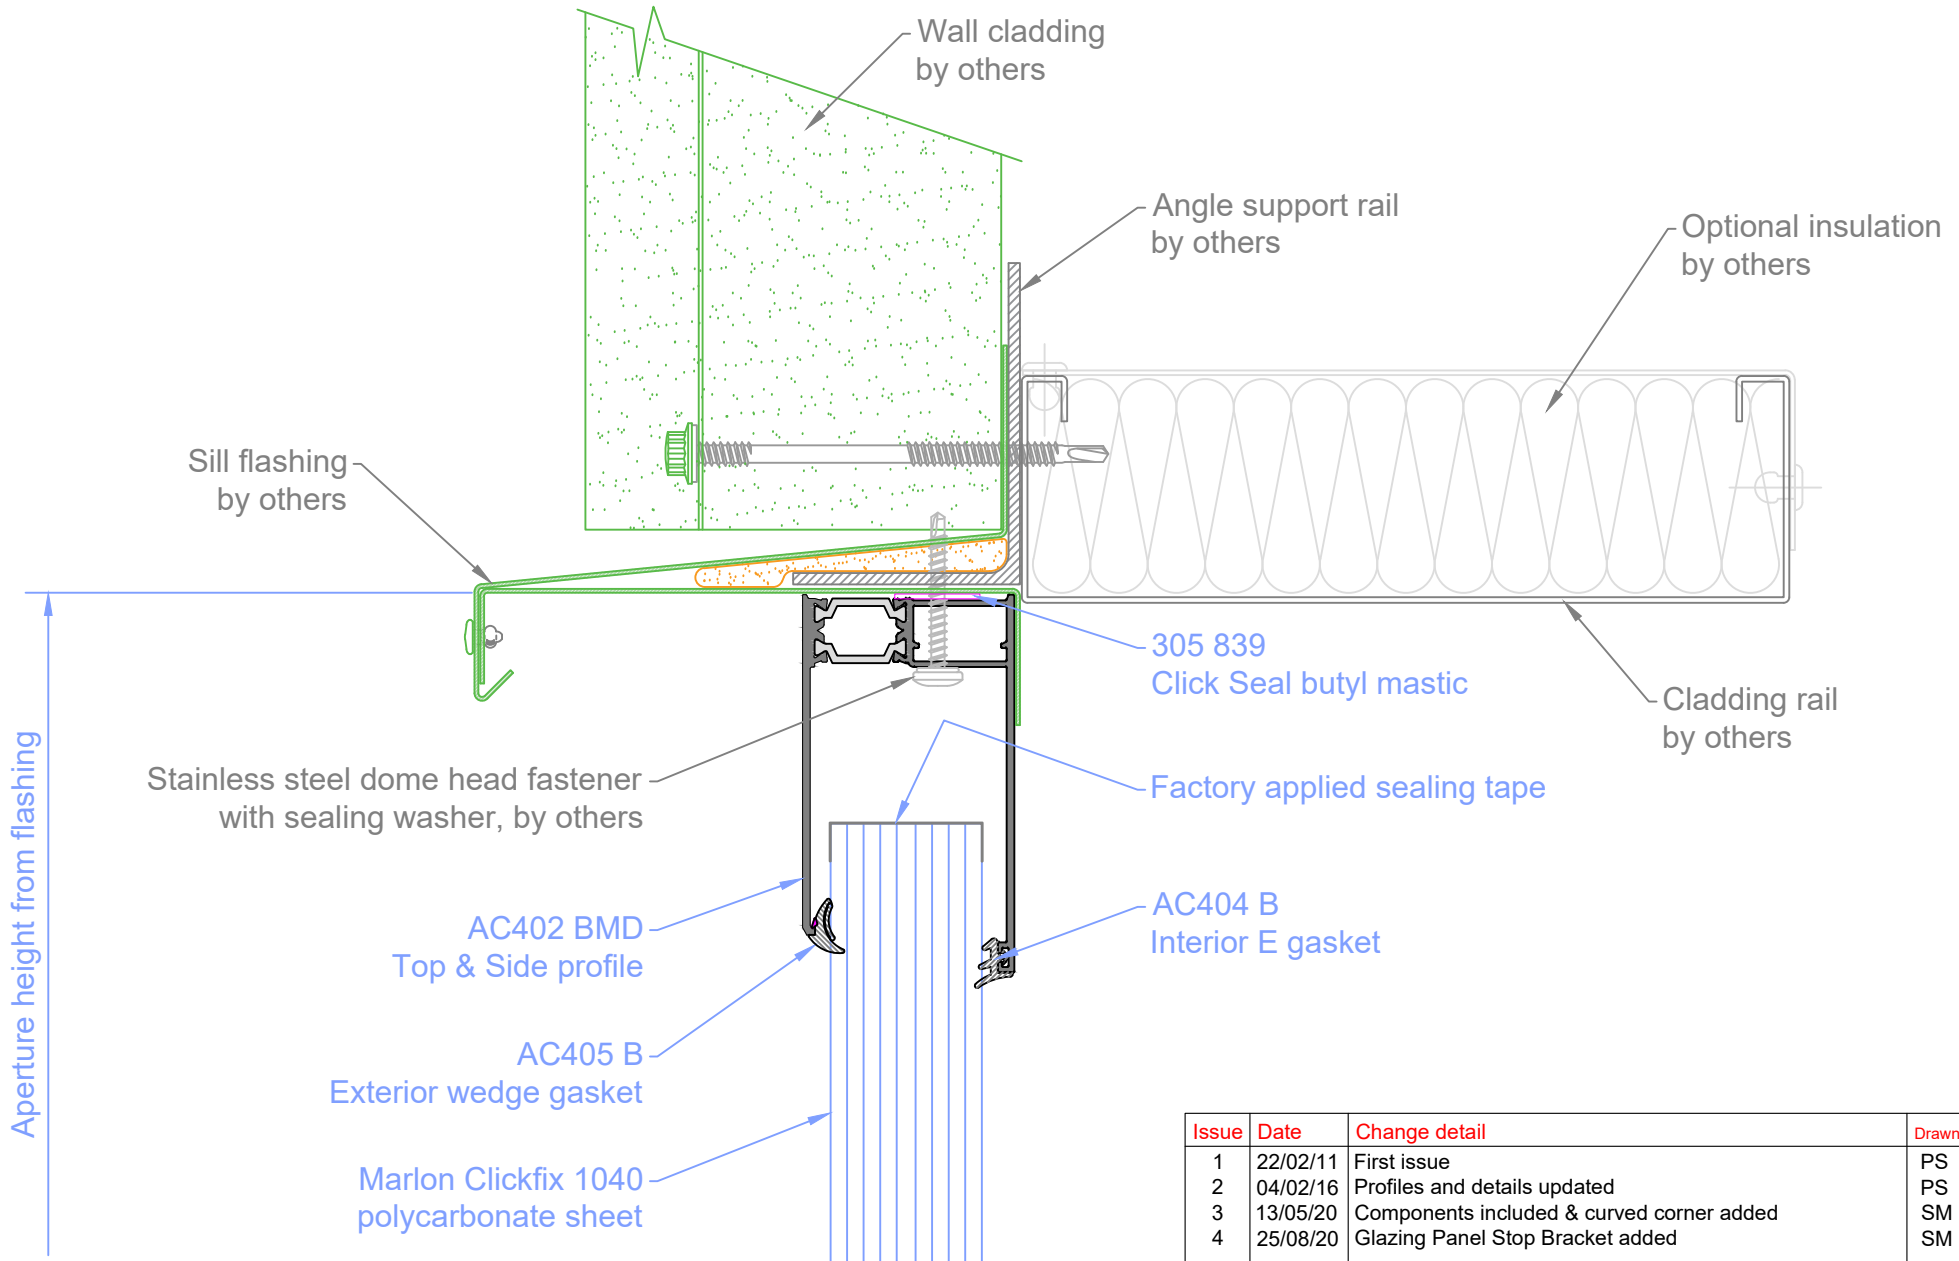 Wall cladding
by others
Angle support rail
by others
Optional insulation
by others
Sill flashing
by others
305 839
Click Seal butyl mastic
Cladding rail
by others
Stainless steel dome head fastener
with sealing washer, by others
Factory applied sealing tape
Aperture height from flashing
AC402 BMD
Top & Side profile
AC404 B
Interior E gasket
AC405 B
Exterior wedge gasket
Marlon Clickfix 1040
polycarbonate sheet
Issue Date Change detail Drawn
1 22/02/11 First issue PS
2 04/02/16 Profiles and details updated PS
3 13/05/20 Components included & curved corner added SM
4 25/08/20 Glazing Panel Stop Bracket added SM